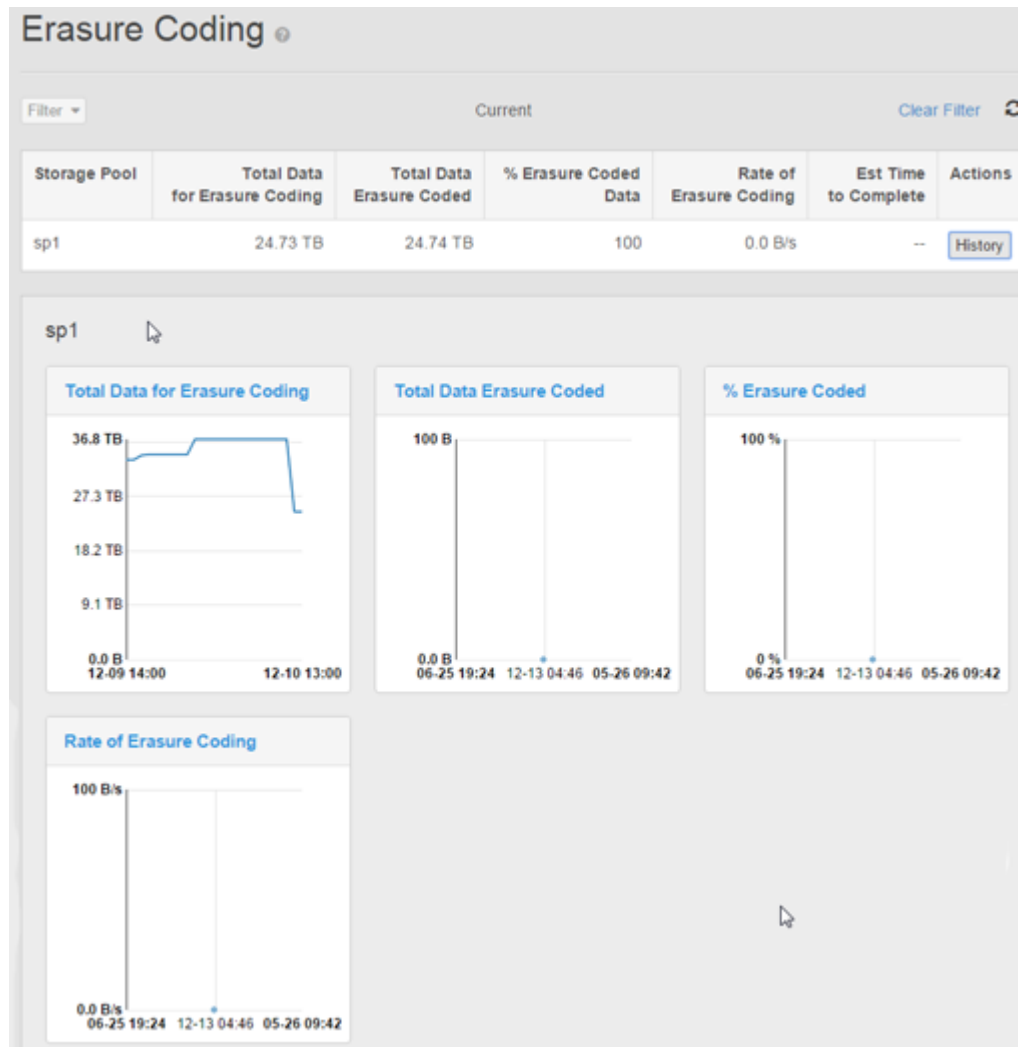 Erasure Coding
Filter Current Clear Filter
Storage Pool Total Data for Erasure Coding Total Data Erasure Coded % Erasure Coded Data Rate of Erasure Coding Est Time to Complete Actions
sp1 24.73 TB 24.74 TB 100 0.0 B/s -- History
sp1
Total Data for Erasure Coding
36.8 TB
27.3 TB
18.2 TB
9.1 TB
0.0 B
12-09 14:00 12-10 13:00
Total Data Erasure Coded
100 B
0.0 B
06-25 19:24 12-13 04:46 05-26 09:42
% Erasure Coded
100 %
0 %
06-25 19:24 12-13 04:46 05-26 09:42
Rate of Erasure Coding
100 B/s
0.0 B/s
06-25 19:24 12-13 04:46 05-26 09:42